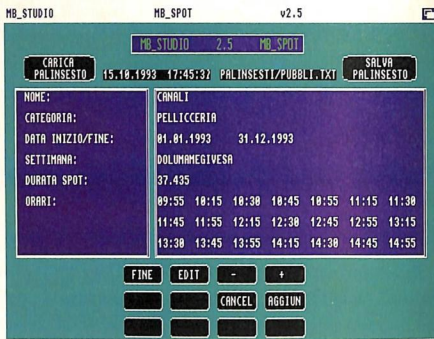 MB_STUDIO MB_SPOT v2.5
MB_STUDIO 2.5 MB_SPOT
CARICA PALINSESTO
15.10.1993 17:45:32 PALINSESTI/PUBBLI.TXT
SALVA PALINSESTO
NOME: CANALI
CATEGORIA: PELLICCERIA
DATA INIZIO/FINE: 01.01.1993 31.12.1993
SETTIMANA: DOLUMAMEGIVESA
DURATA SPOT: 37.435
ORARI: 09:55 10:15 10:30 10:45 10:55 11:15 11:30
11:45 11:55 12:15 12:30 12:45 12:55 13:15
13:30 13:45 13:55 14:15 14:30 14:45 14:55
FINE EDIT - +
CANCEL AGGIUN